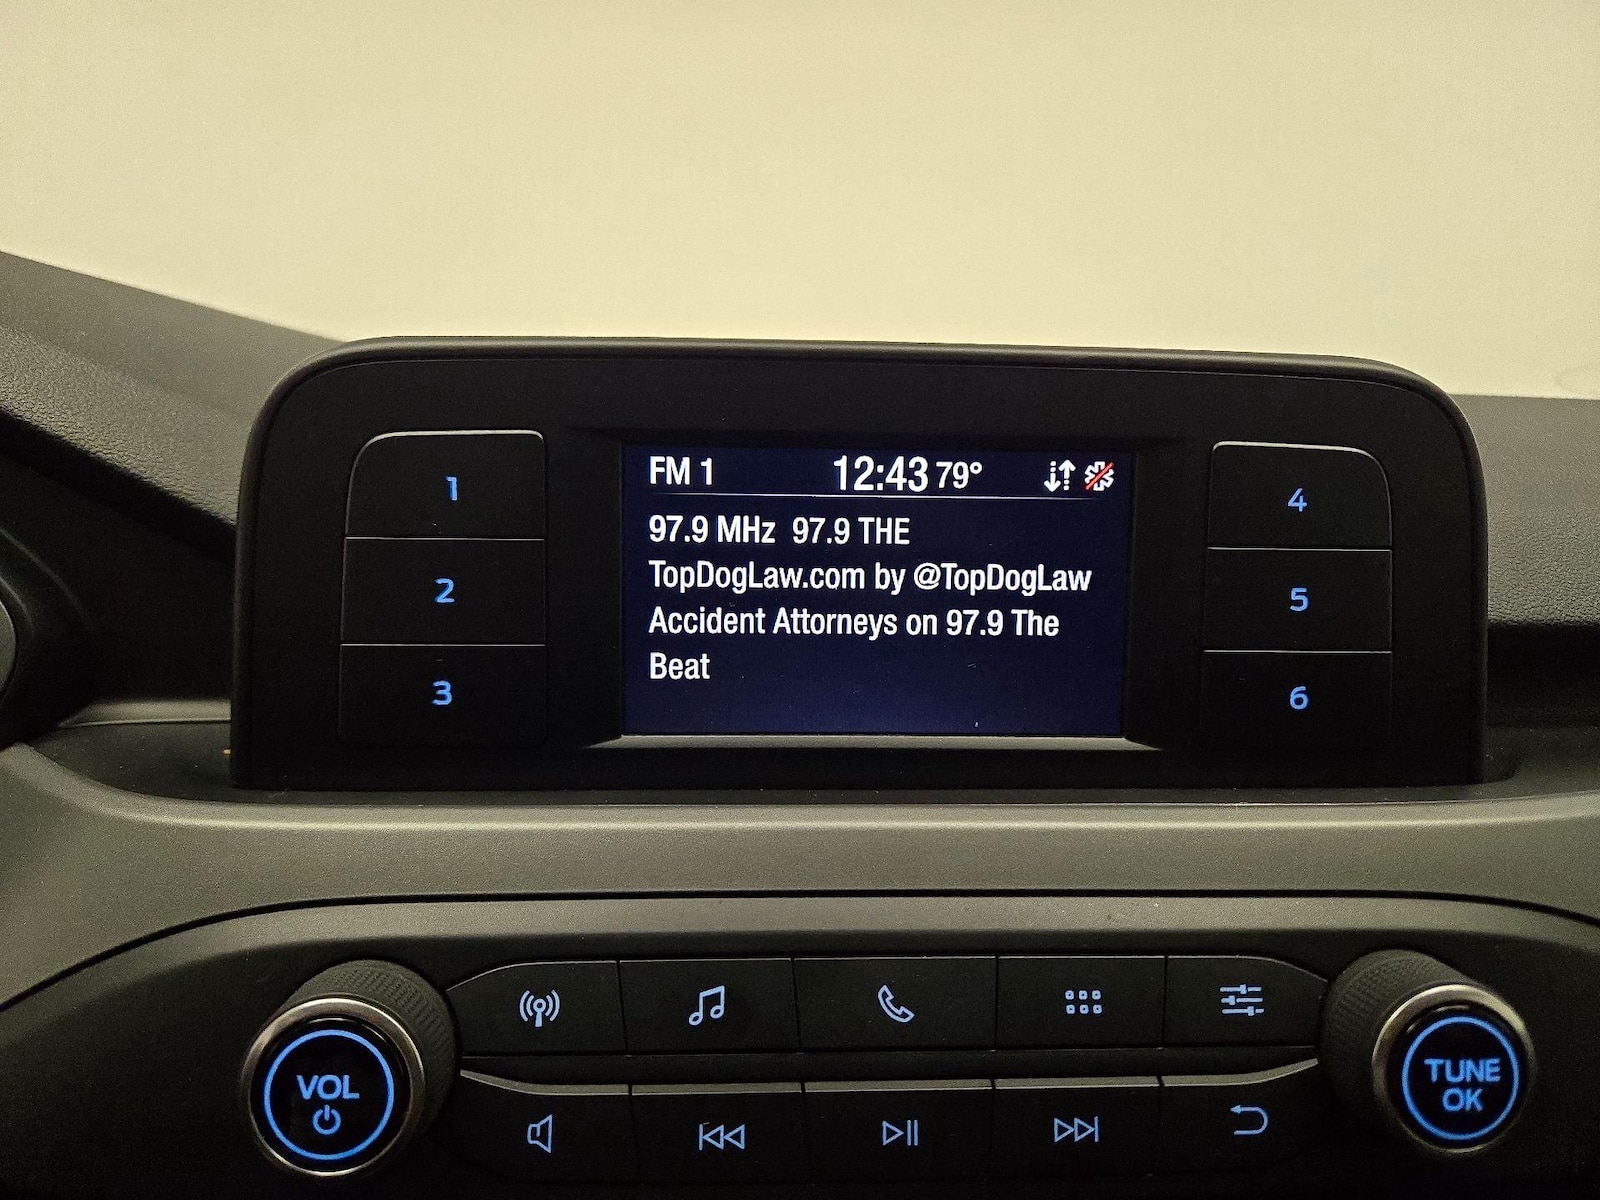 1
2
3
FM 1 12:43 79°
97.9 MHz 97.9 THE
TopDogLaw.com by @TopDogLaw
Accident Attorneys on 97.9 The
Beat
4
5
6
VOL
TUNE
OK